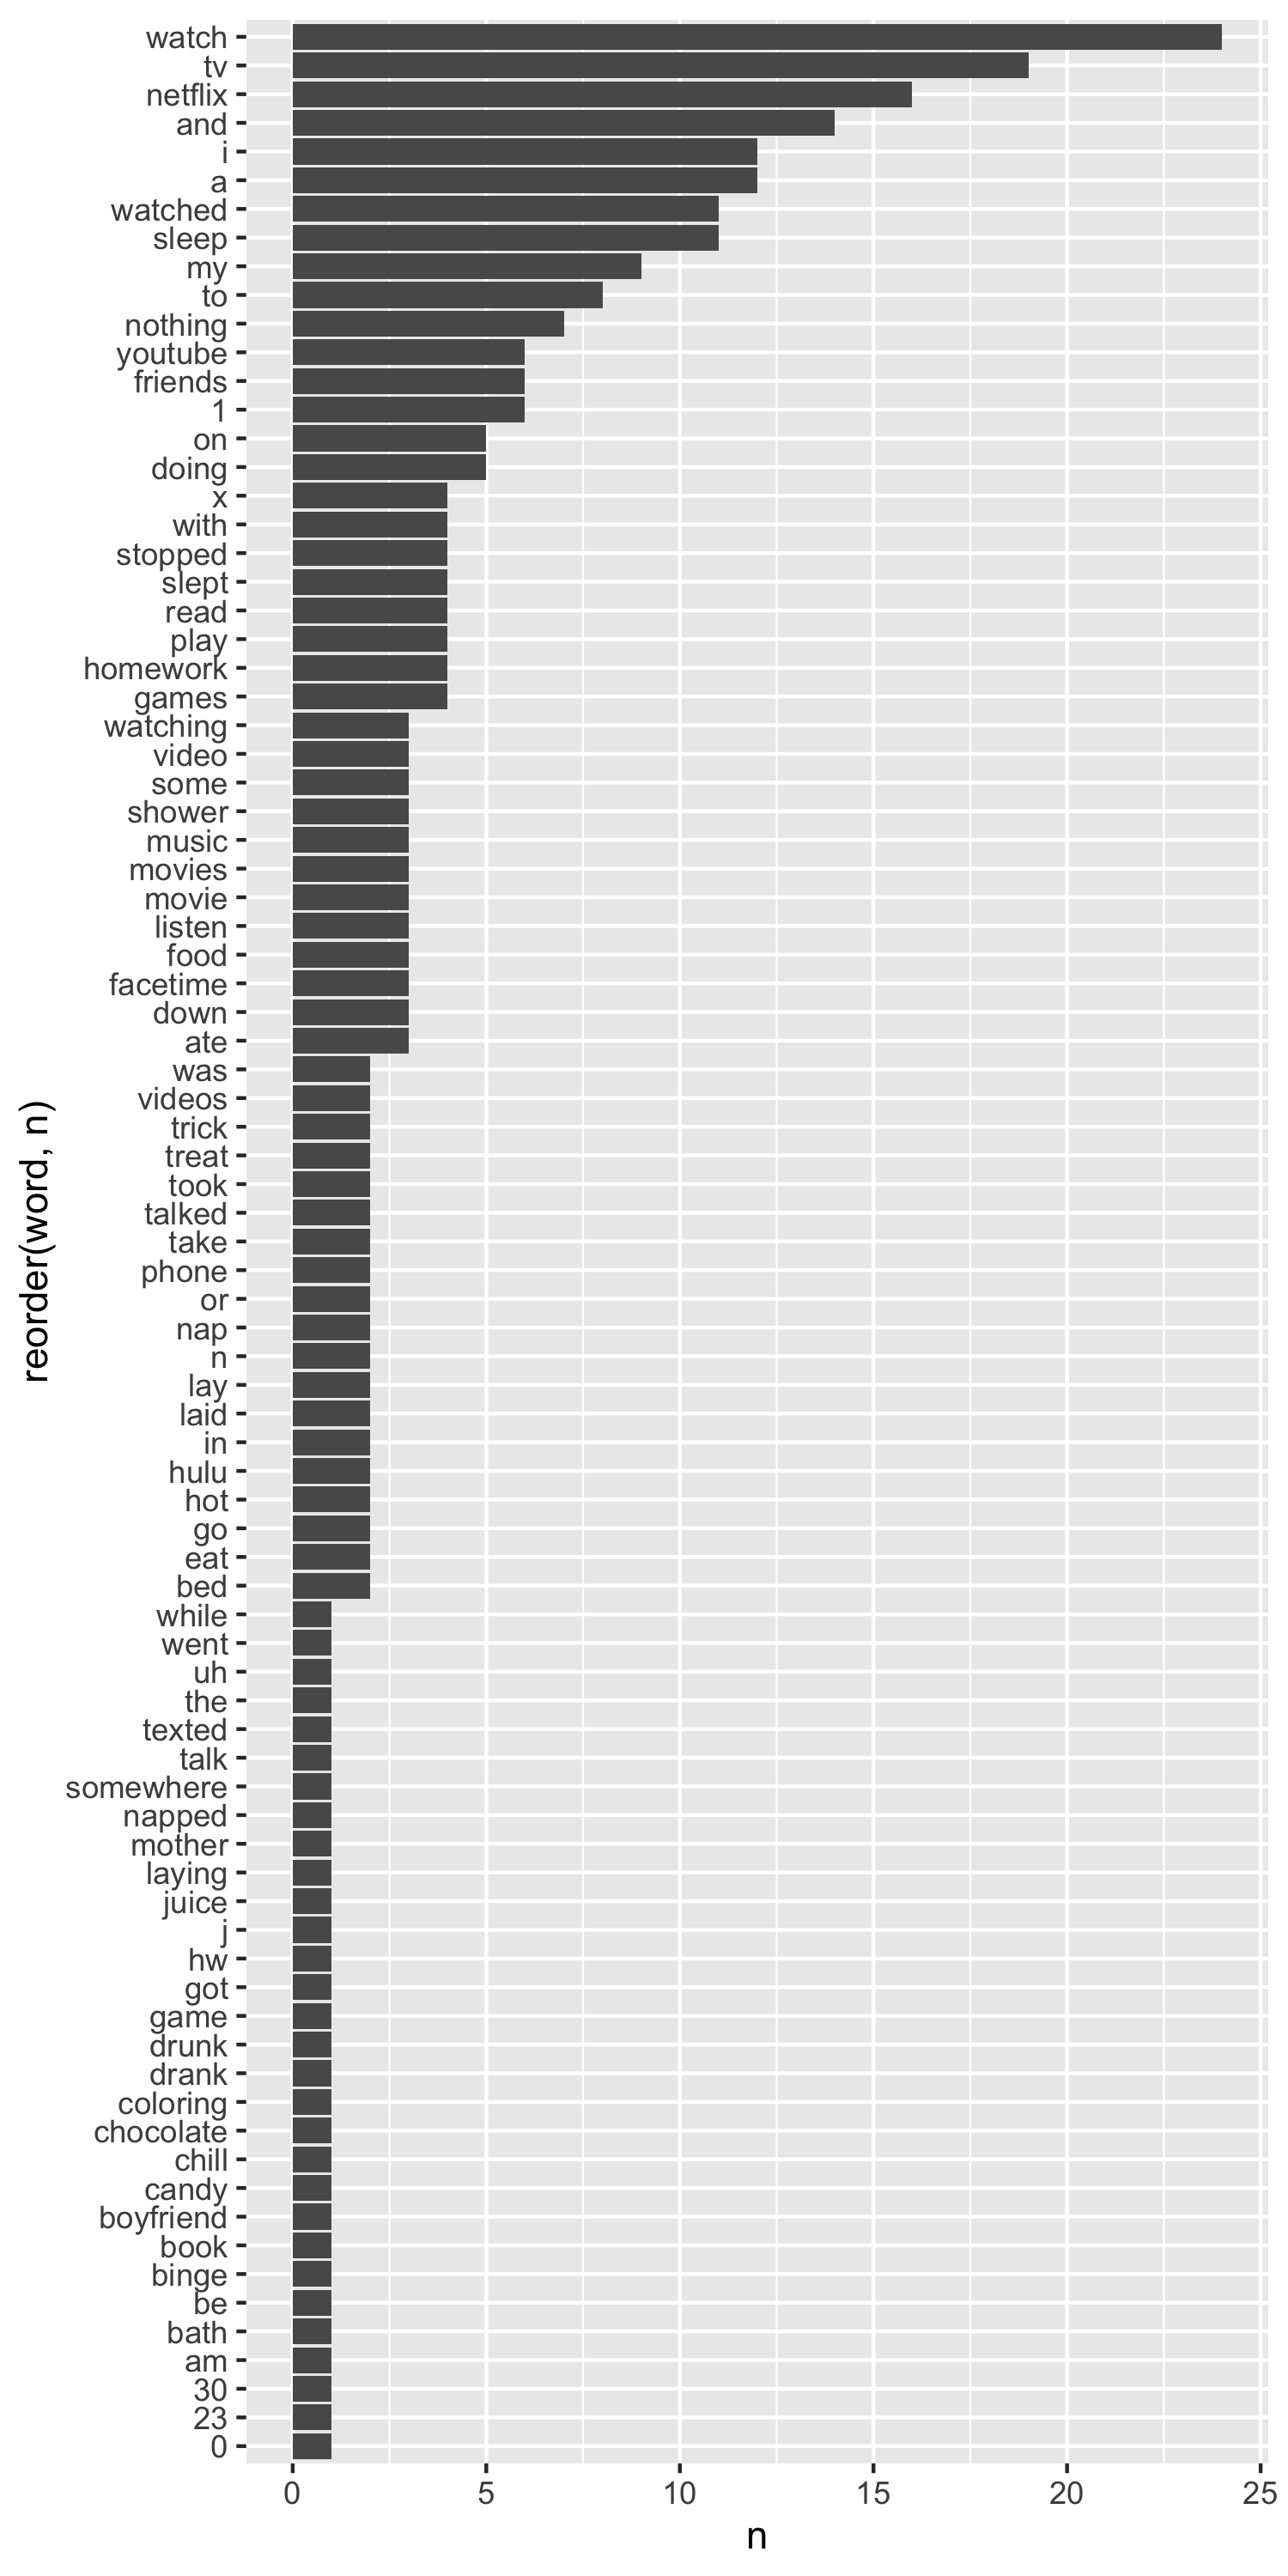 watch
tv
netflix
and
i
a
watched
sleep
my
to
nothing
youtube
friends
1
on
doing
x
with
stopped
slept
read
play
homework
games
watching
video
some
shower
music
movies
movie
listen
food
facetime
down
ate
was
videos
trick
treat
took
talked
take
phone
or
nap
n
lay
laid
in
hulu
hot
go
eat
bed
while
went
uh
the
texted
talk
somewhere
napped
mother
laying
juice
j
hw
got
game
drunk
drank
coloring
chocolate
chill
candy
boyfriend
book
binge
be
bath
am
30
23
0
reorder(word, n)
0 5 10 15 20 25
n